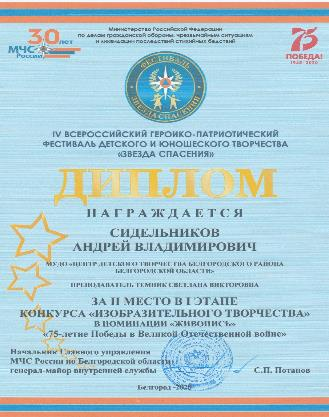 Министерство Российской Федерации
по делам гражданской обороны, чрезвычайным ситуациям
и ликвидации последствий стихийных бедствий
30 лет
МЧС
России
75
ПОБЕДА!
1945-2020
ФЕСТИВАЛЬ
ЗВЕЗДА СПАСЕНИЯ
IV ВСЕРОССИЙСКИЙ ГЕРОИКО-ПАТРИОТИЧЕСКИЙ
ФЕСТИВАЛЬ ДЕТСКОГО И ЮНОШЕСКОГО ТВОРЧЕСТВА
«ЗВЕЗДА СПАСЕНИЯ»
ДИПЛОМ
НАГРАЖДАЕТСЯ
СИДЕЛЬНИКОВ
АНДРЕЙ ВЛАДИМИРОВИЧ
МУДО «ЦЕНТР ДЕТСКОГО ТВОРЧЕСТВА БЕЛГОРОДСКОГО РАЙОНА
БЕЛГОРОДСКОЙ ОБЛАСТИ»
ПРЕПОДАВАТЕЛЬ ТЕМНИК СВЕТЛАНА ВИКТОРОВНА
ЗА II МЕСТО В I ЭТАПЕ
КОНКУРСА «ИЗОБРАЗИТЕЛЬНОГО ТВОРЧЕСТВА»
В НОМИНАЦИИ «ЖИВОПИСЬ»
«75-летие Победы в Великой Отечественной войне»
Начальник Главного управления
МЧС России по Белгородской области
генерал-майор внутренней службы
С.П. Потапов
Белгород -2020